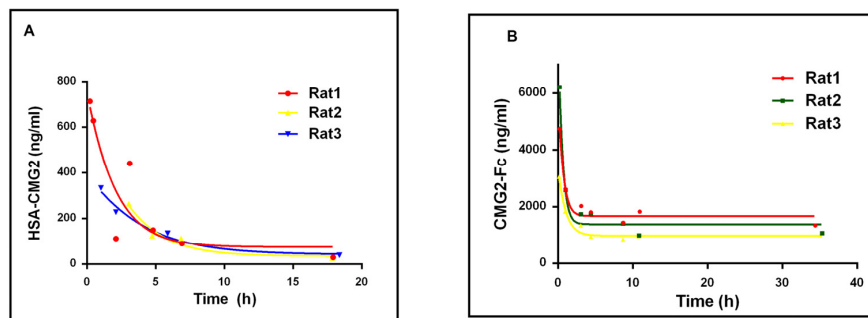 A
HSA-CMG2 (ng/ml)
800
600
400
200
0
0 5 10 15 20
Time (h)
Rat1
Rat2
Rat3
B
CMG2-Fc (ng/ml)
6000
4000
2000
0
0 10 20 30 40
Time (h)
Rat1
Rat2
Rat3